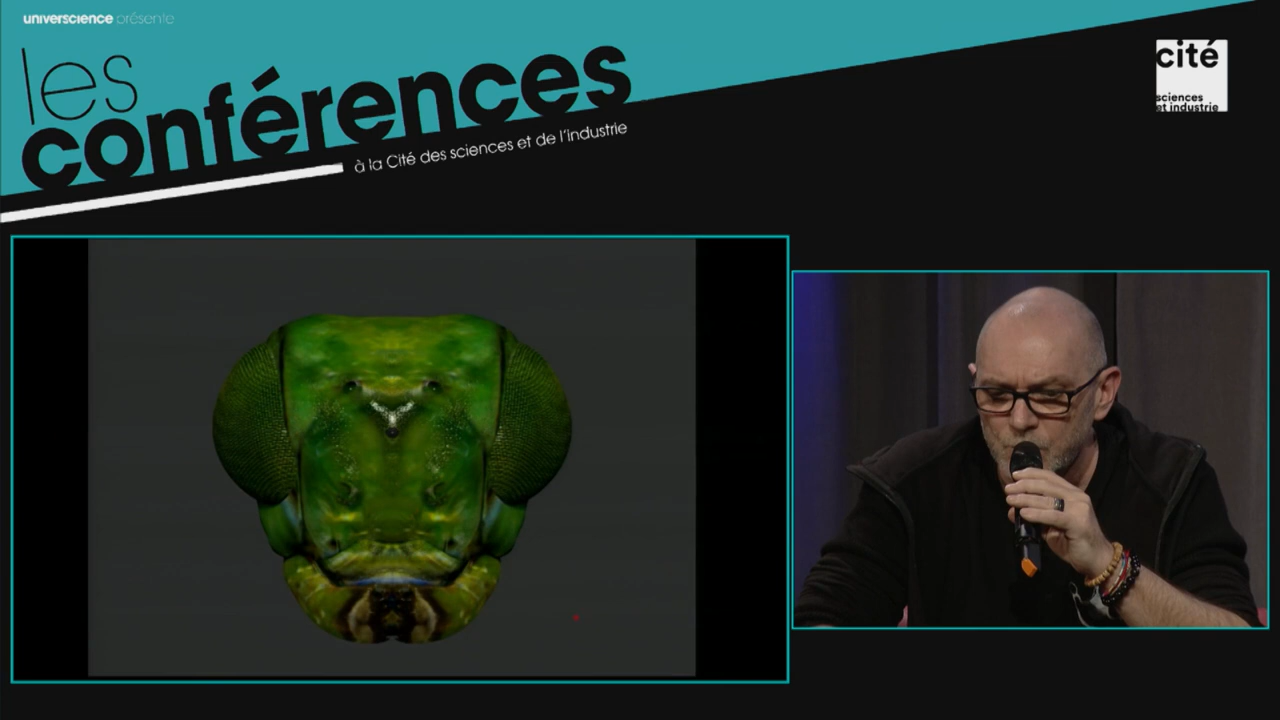 universcience présente
les
conférences
à la Cité des sciences et de l'industrie
cité
sciences
et industrie